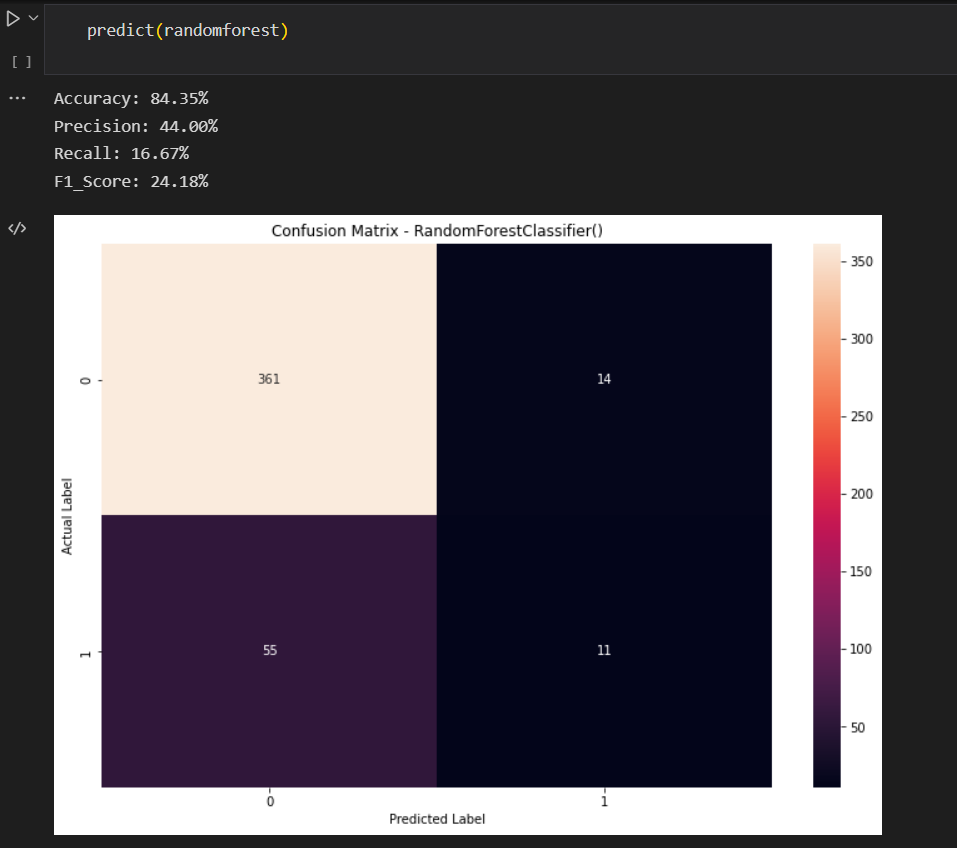 predict(randomforest)
[ ]
...
Accuracy: 84.35%
Precision: 44.00%
Recall: 16.67%
F1_Score: 24.18%
</>
Confusion Matrix - RandomForestClassifier()
Actual Label
0
361
14
1
55
11
0
1
Predicted Label
350
300
250
200
150
100
50